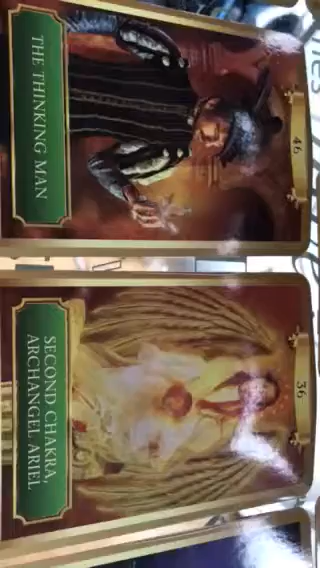 46
THE THINKING MAN
36
SECOND CHAKRA,
ARCHANGEL ARIEL